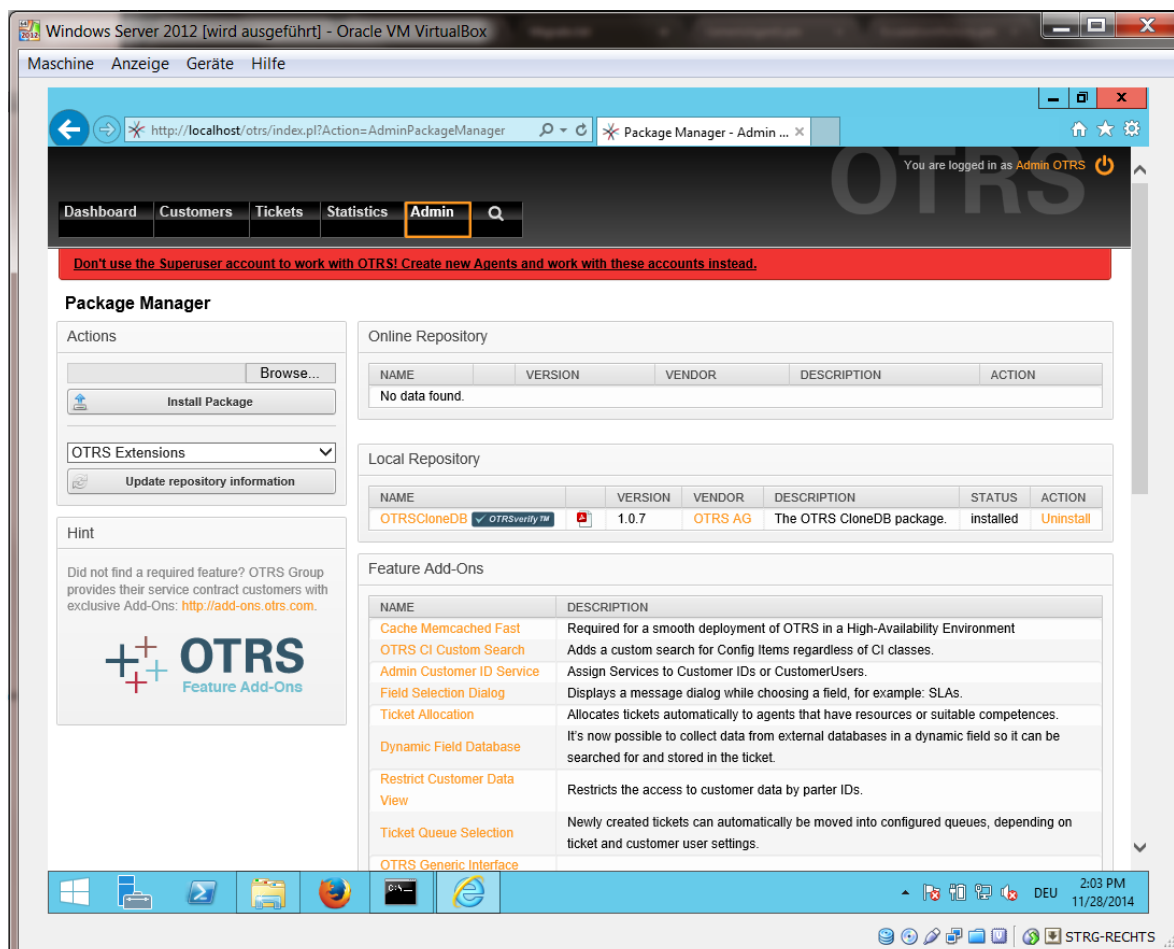 Windows Server 2012 [wird ausgeführt] - Oracle VM VirtualBox
Maschine Anzeige Geräte Hilfe
http://localhost/otrs/index.pl?Action=AdminPackageManager
Package Manager - Admin ...
OTRS
You are logged in as Admin OTRS
Dashboard Customers Tickets Statistics Admin
Don't use the Superuser account to work with OTRS! Create new Agents and work with these accounts instead.
Package Manager
Actions
Browse...
Install Package
OTRS Extensions
Update repository information
Hint
Did not find a required feature? OTRS Group
provides their service contract customers with
exclusive Add-Ons: http://add-ons.otrs.com.
OTRS
Feature Add-Ons
Online Repository
NAME VERSION VENDOR DESCRIPTION ACTION
No data found.
Local Repository
NAME VERSION VENDOR DESCRIPTION STATUS ACTION
OTRSCloneDB OTRSverify™ 1.0.7 OTRS AG The OTRS CloneDB package. installed Uninstall
Feature Add-Ons
NAME DESCRIPTION
Cache Memcached Fast Required for a smooth deployment of OTRS in a High-Availability Environment
OTRS CI Custom Search Adds a custom search for Config Items regardless of CI classes.
Admin Customer ID Service Assign Services to Customer IDs or CustomerUsers.
Field Selection Dialog Displays a message dialog while choosing a field, for example: SLAs.
Ticket Allocation Allocates tickets automatically to agents that have resources or suitable competences.
Dynamic Field Database It's now possible to collect data from external databases in a dynamic field so it can be
searched for and stored in the ticket.
Restrict Customer Data
View Restricts the access to customer data by parter IDs.
Ticket Queue Selection Newly created tickets can automatically be moved into configured queues, depending on
ticket and customer user settings.
OTRS Generic Interface
DEU
2:03 PM
11/28/2014
STRG-RECHTS